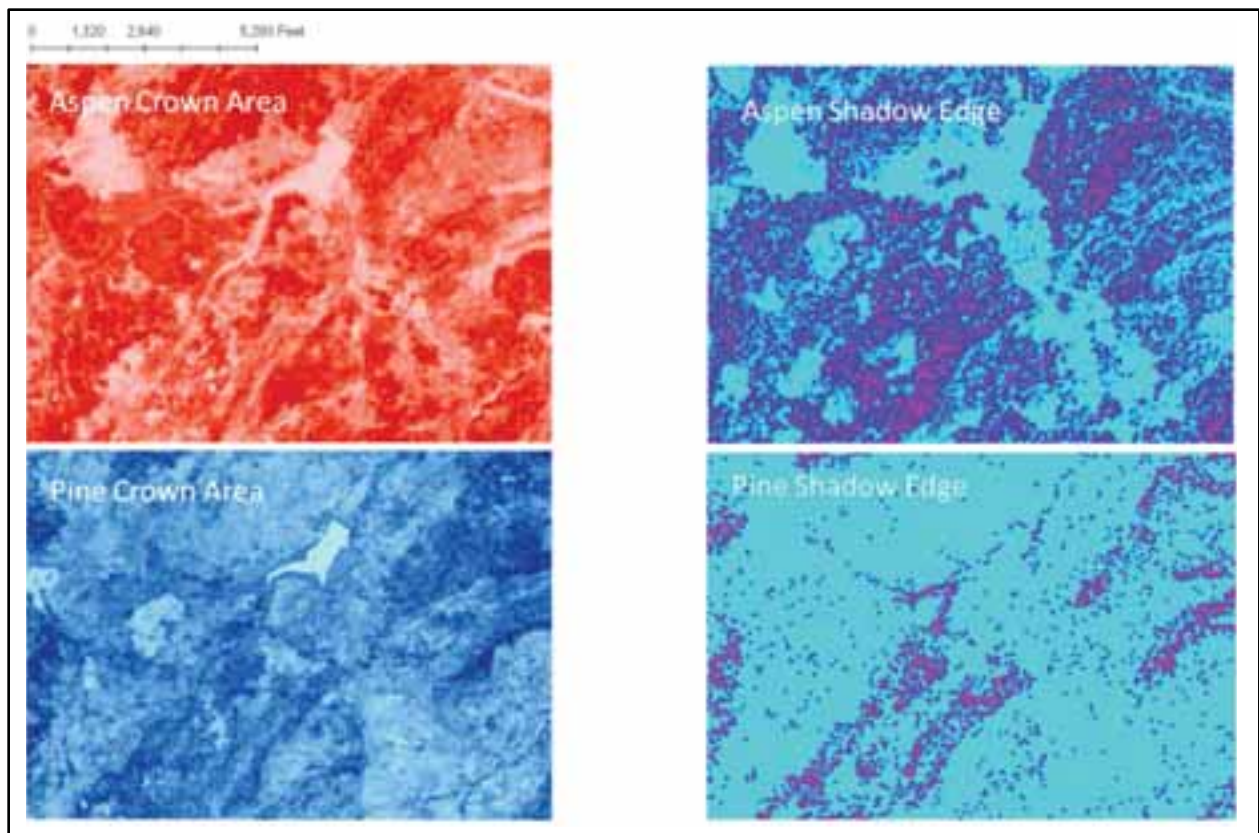 0 1,320 2,640 5,280 Feet
Aspen Crown Area
Aspen Shadow Edge
Pine Crown Area
Pine Shadow Edge